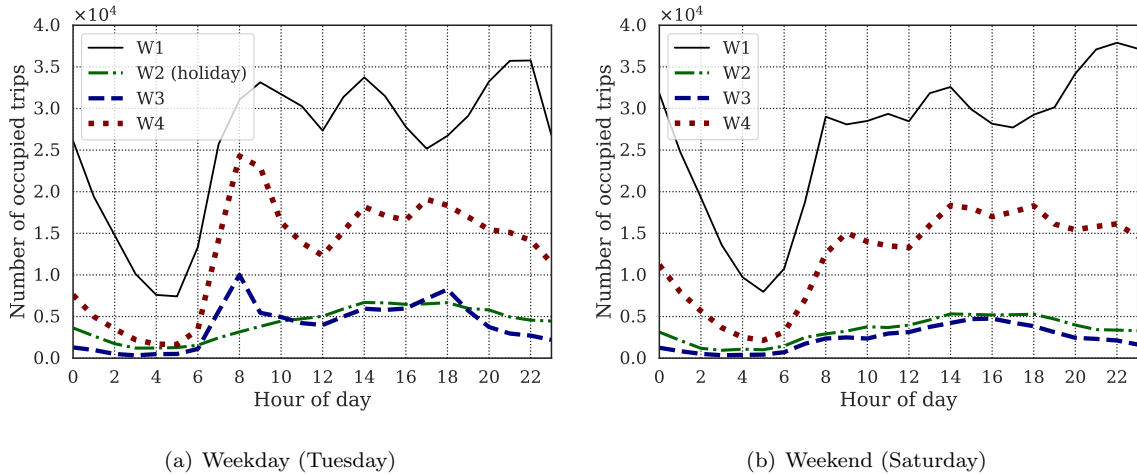 ×10⁴
4.0
3.5
3.0
2.5
2.0
1.5
1.0
0.5
0.0
Number of occupied trips
W1
W2 (holiday)
W3
W4
0 2 4 6 8 10 12 14 16 18 20 22
Hour of day
(a) Weekday (Tuesday)
×10⁴
4.0
3.5
3.0
2.5
2.0
1.5
1.0
0.5
0.0
Number of occupied trips
W1
W2
W3
W4
0 2 4 6 8 10 12 14 16 18 20 22
Hour of day
(b) Weekend (Saturday)